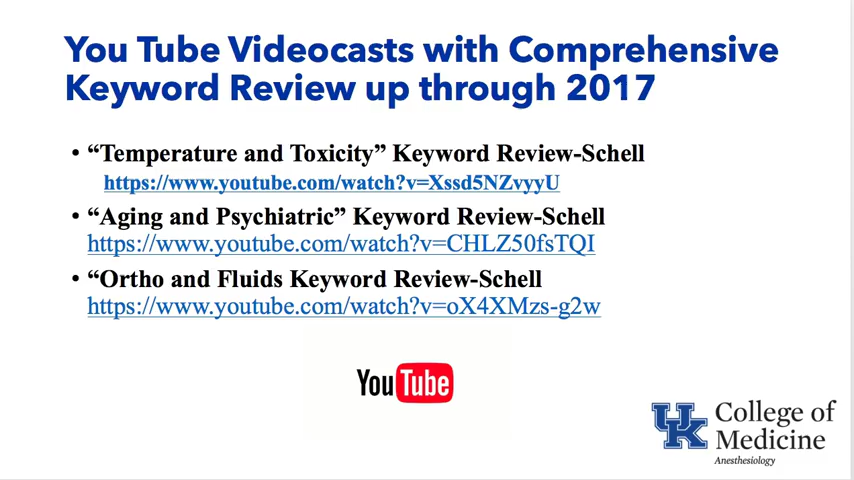 You Tube Videocasts with Comprehensive
Keyword Review up through 2017
• “Temperature and Toxicity” Keyword Review-Schell
https://www.youtube.com/watch?v=Xssd5NZvyyU
• “Aging and Psychiatric” Keyword Review-Schell
https://www.youtube.com/watch?v=CHLZ50fsTQI
• “Ortho and Fluids Keyword Review-Schell
https://www.youtube.com/watch?v=oX4XMzs-g2w
YouTube
UK College of
Medicine
Anesthesiology